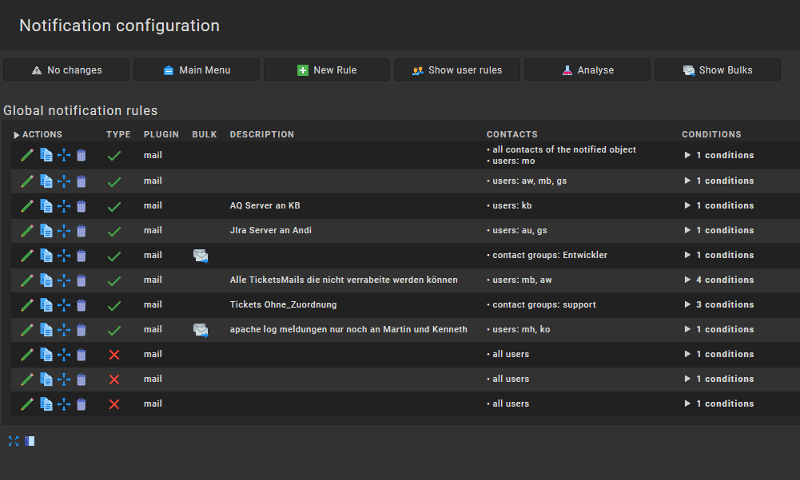 Notification configuration
No changes Main Menu New Rule Show user rules Analyse Show Bulks
Global notification rules
ACTIONS TYPE PLUGIN BULK DESCRIPTION CONTACTS CONDITIONS
mail • all contacts of the notified object 1 conditions
• users: mo
mail • users: aw, mb, gs 1 conditions
mail AQ Server an KB • users: kb 1 conditions
mail JIra Server an Andi • users: au, gs 1 conditions
mail • contact groups: Entwickler 1 conditions
mail Alle TicketsMails die nicht verrabeite werden können • users: mb, aw 4 conditions
mail Tickets Ohne_Zuordnung • contact groups: support 3 conditions
mail apache log meldungen nur noch an Martin und Kenneth • users: mh, ko 1 conditions
mail • all users 1 conditions
mail • all users 1 conditions
mail • all users 1 conditions